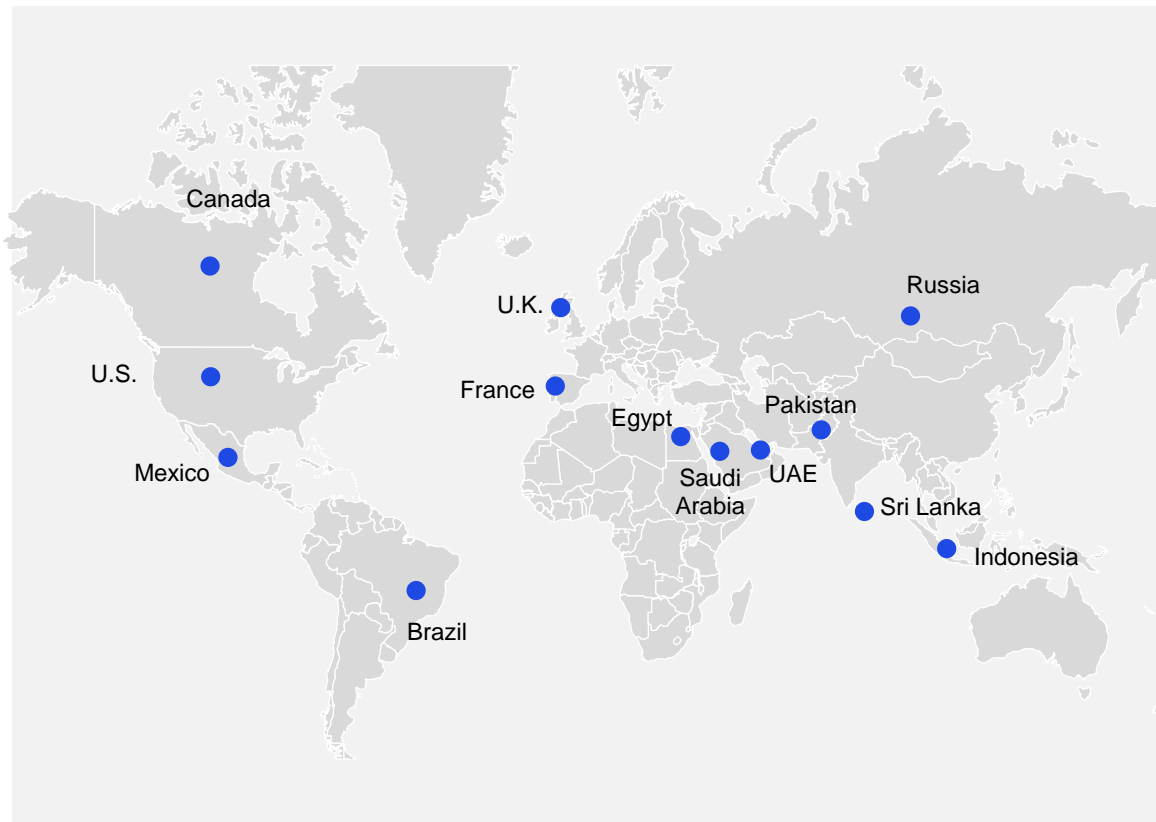 Canada
Russia
U.K.
U.S.
France
Pakistan
Egypt
Mexico
UAE
Saudi
Arabia
Sri Lanka
Indonesia
Brazil